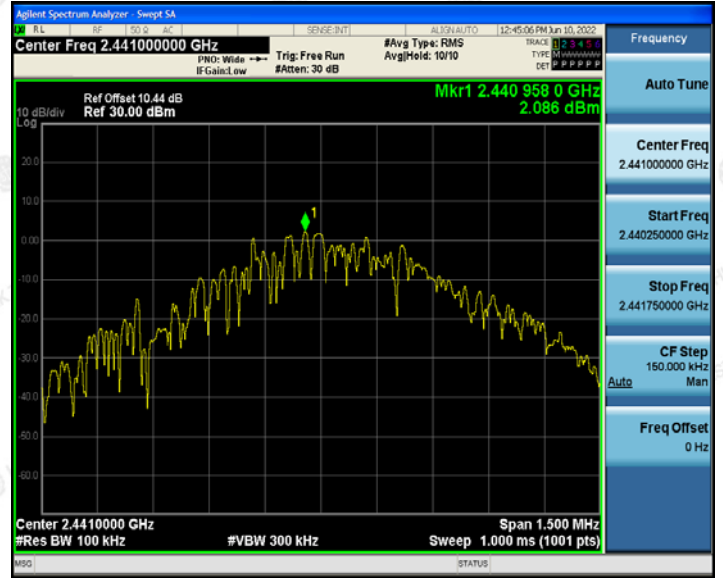 Agilent Spectrum Analyzer - Swept SA
RL RF 50 Ω AC SENSE:INT ALIGNAUTO 12:45:06 PM Jun 10, 2022
Center Freq 2.441000000 GHz
PNO: Wide
IFGain:Low
Trig: Free Run
#Atten: 30 dB
#Avg Type: RMS
Avg|Hold: 10/10
TRACE 1 2 3 4 5 6
TYPE M WWWWW
DET P P P P P P
Frequency
Ref Offset 10.44 dB
10 dB/div Ref 30.00 dBm
Log
Mkr1 2.440 958 0 GHz
2.086 dBm
20.0
10.0
0.00
-10.0
-20.0
-30.0
-40.0
-50.0
-60.0
1
Center 2.4410000 GHz Span 1.500 MHz
#Res BW 100 kHz #VBW 300 kHz Sweep 1.000 ms (1001 pts)
MSG STATUS
Auto Tune
Center Freq
2.441000000 GHz
Start Freq
2.440250000 GHz
Stop Freq
2.441750000 GHz
CF Step
150.000 kHz
Auto Man
Freq Offset
0 Hz